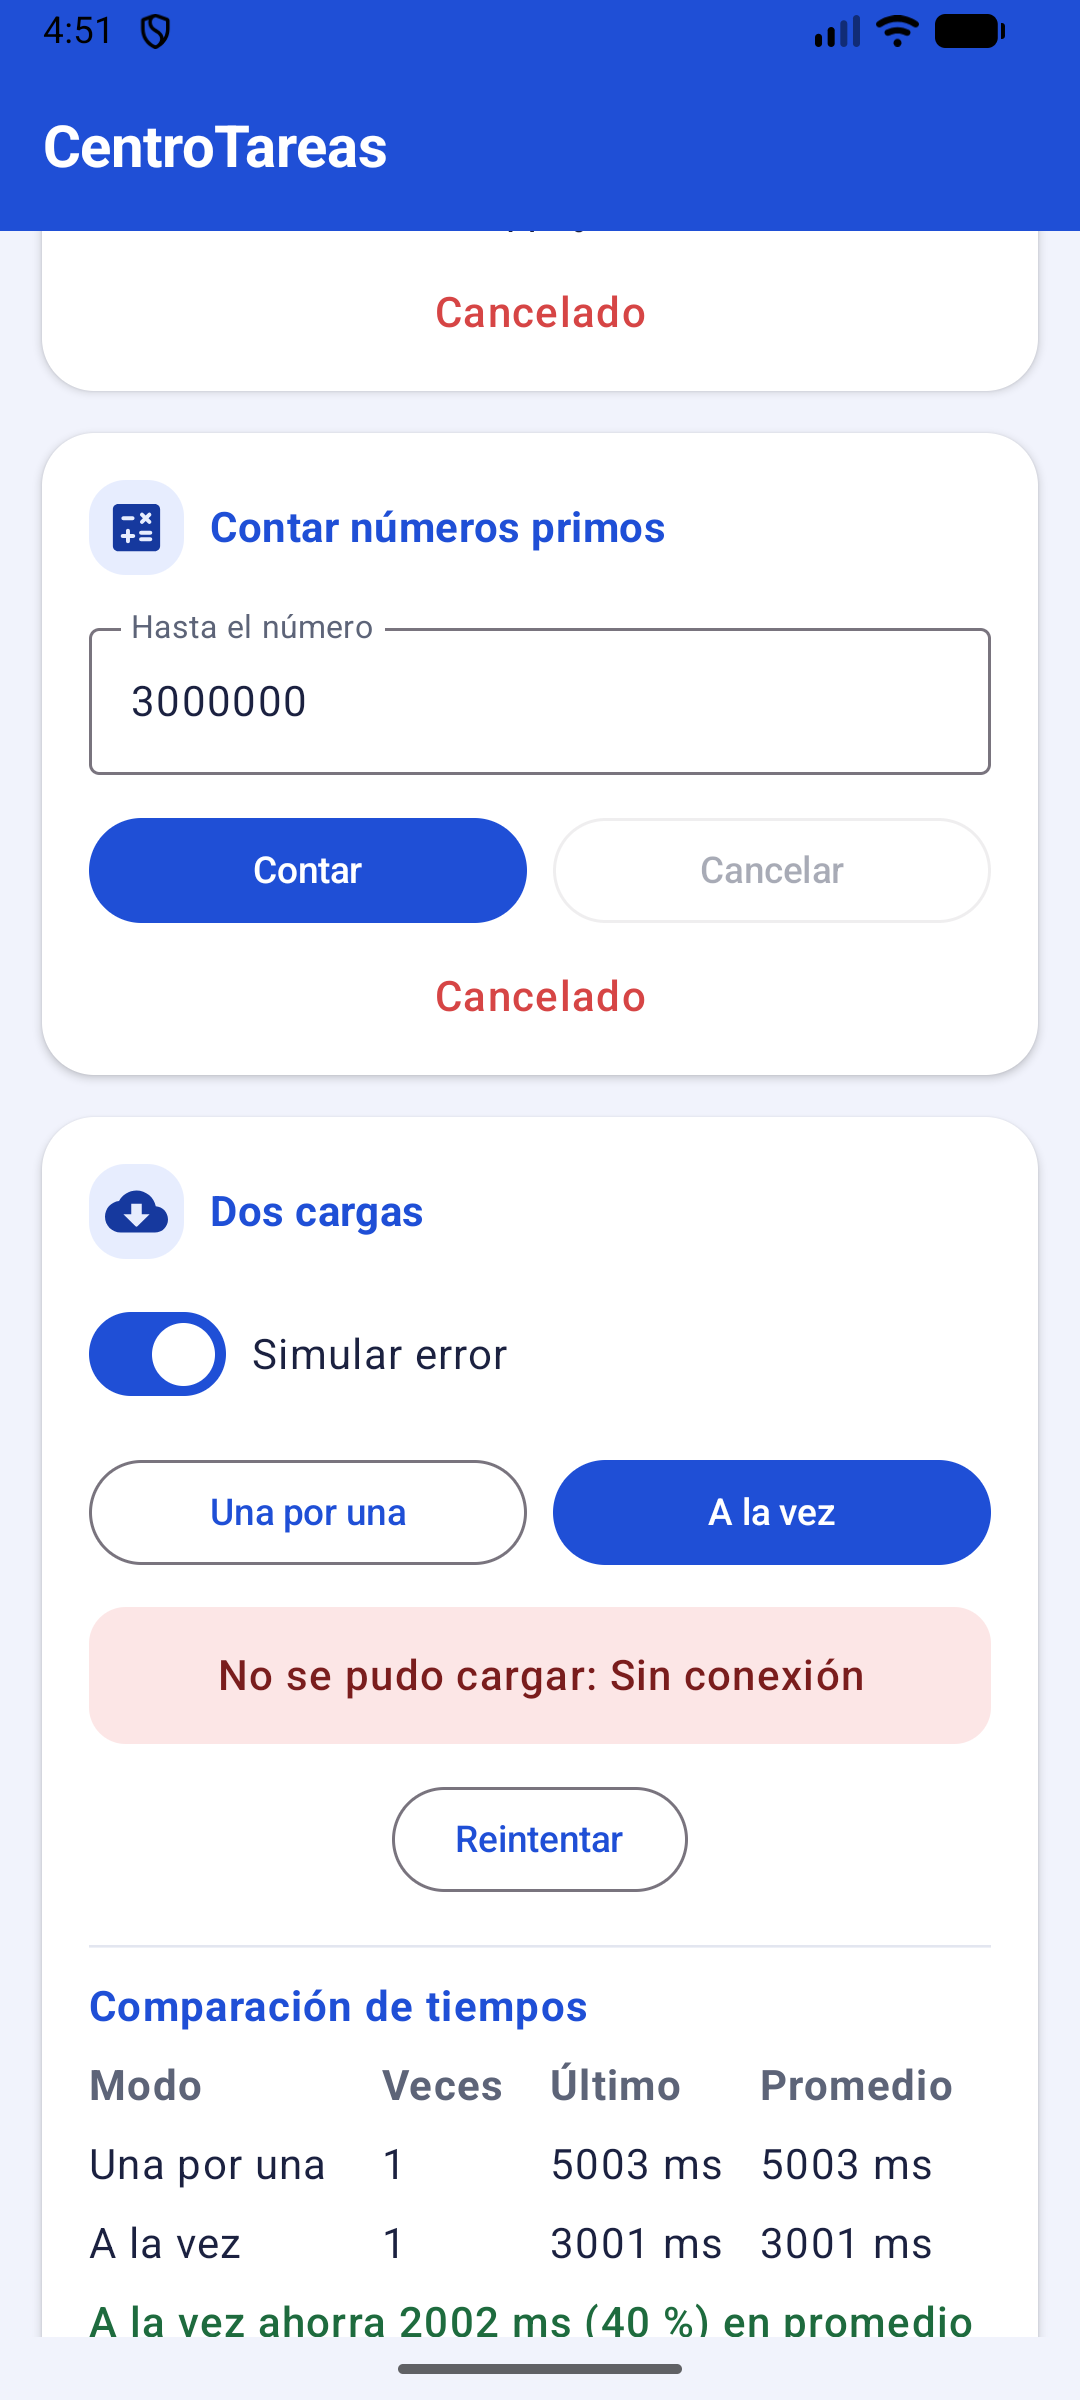 4:51
CentroTareas
Cancelado
Contar números primos
Hasta el número
3000000
Contar Cancelar
Cancelado
Dos cargas
Simular error
Una por una A la vez
No se pudo cargar: Sin conexión
Reintentar
Comparación de tiempos
Modo Veces Último Promedio
Una por una 1 5003 ms 5003 ms
A la vez 1 3001 ms 3001 ms
A la vez ahorra 2002 ms (40 %) en promedio